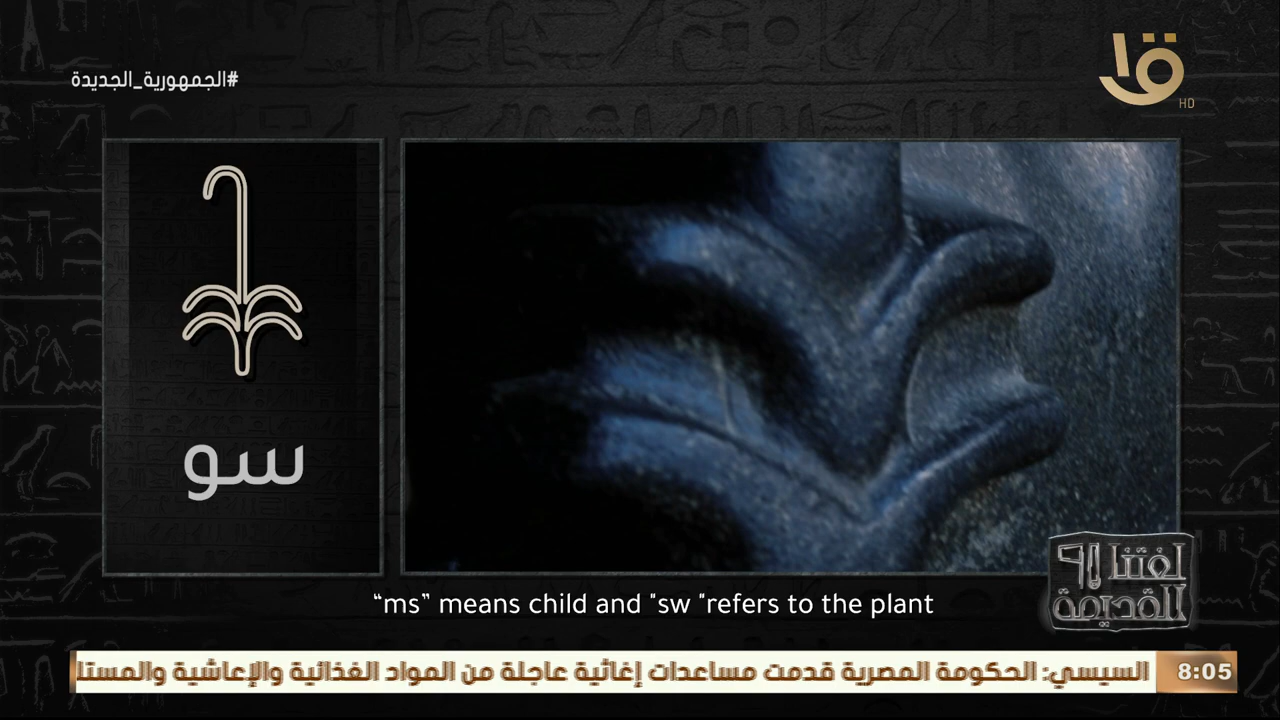 #الجمهورية_الجديدة
HD
سو
لغتنا
القديمة
“ms” means child and "sw "refers to the plant
8:05
السيسي: الحكومة المصرية قدمت مساعدات إغاثية عاجلة من المواد الغذائية والإعاشية والمستا